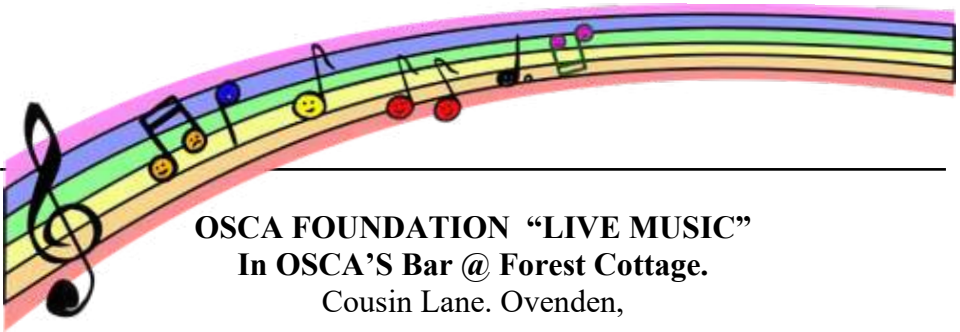 OSCA FOUNDATION “LIVE MUSIC”
In OSCA’S Bar @ Forest Cottage.
Cousin Lane. Ovenden,